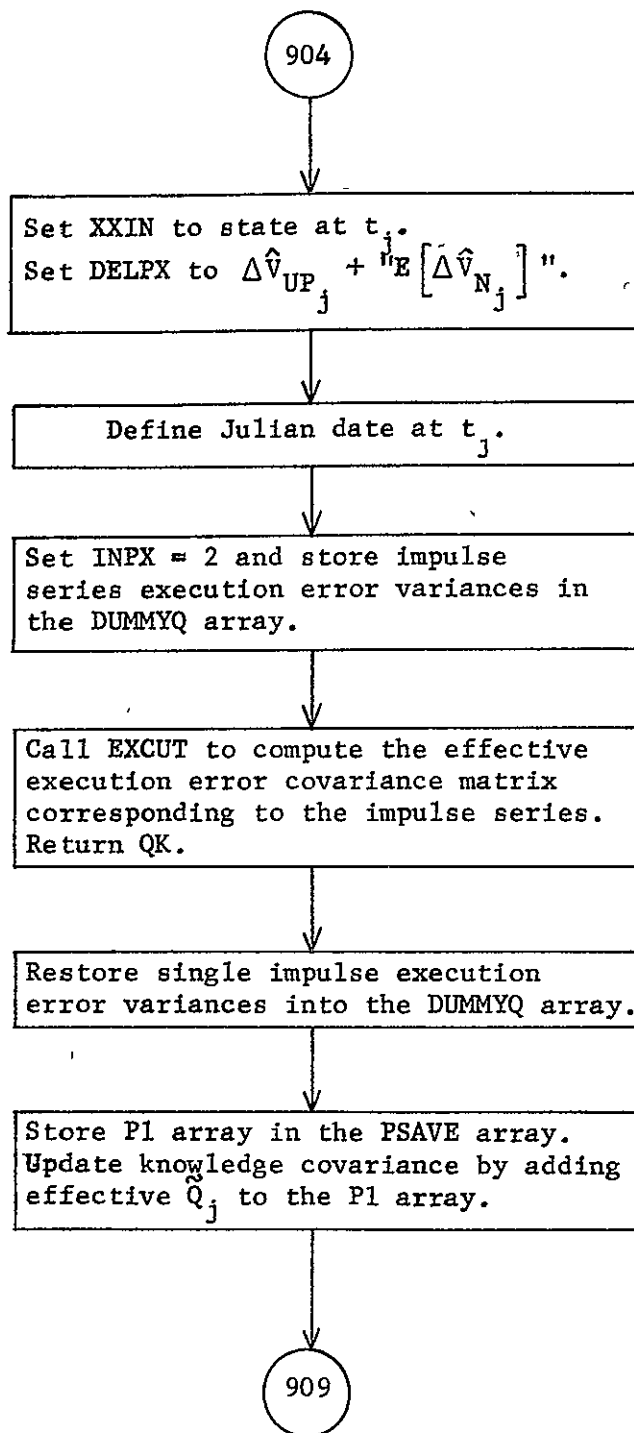 904
Set XXIN to state at t_j.
Set DELPX to ΔV̂_UP_j + "E[ΔV̂_N_j]".
Define Julian date at t_j.
Set INPX = 2 and store impulse
series execution error variances in
the DUMMYQ array.
Call EXCUT to compute the effective
execution error covariance matrix
corresponding to the impulse series.
Return QK.
Restore single impulse execution
error variances into the DUMMYQ array.
Store P1 array in the PSAVE array.
Update knowledge covariance by adding
effective Q̃_j to the P1 array.
909